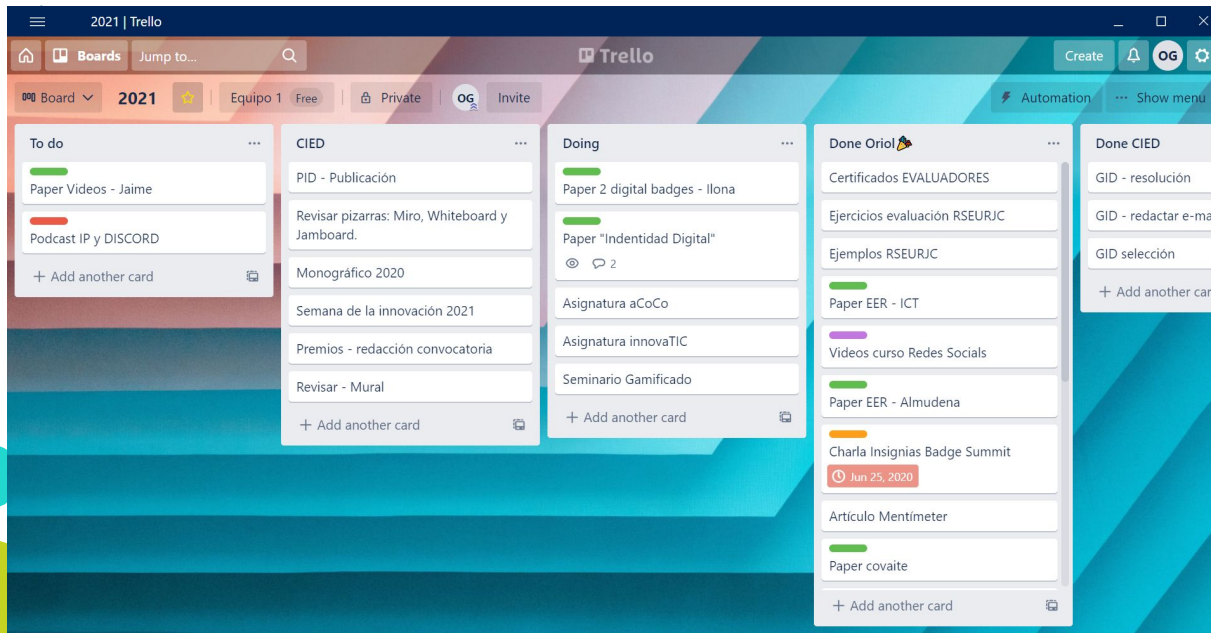 2021 | Trello
Boards
Jump to...
Trello
Create
OG
Board
2021
Equipo 1
Free
Private
OG
Invite
Automation
Show menu
To do
Paper Videos - Jaime
Podcast IP y DISCORD
+ Add another card
CIED
PID - Publicación
Revisar pizarras: Miro, Whiteboard y
Jamboard.
Monográfico 2020
Semana de la innovación 2021
Premios - redacción convocatoria
Revisar - Mural
+ Add another card
Doing
Paper 2 digital badges - Ilona
Paper "Indentidad Digital"
2
Asignatura aCoCo
Asignatura innovaTIC
Seminario Gamificado
+ Add another card
Done Oriol
Certificados EVALUADORES
Ejercicios evaluación RSEURJC
Ejemplos RSEURJC
Paper EER - ICT
Videos curso Redes Socials
Paper EER - Almudena
Charla Insignias Badge Summit
Jun 25, 2020
Artículo Mentímeter
Paper covaite
+ Add another card
Done CIED
GID - resolución
GID - redactar e-ma
GID selección
+ Add another car